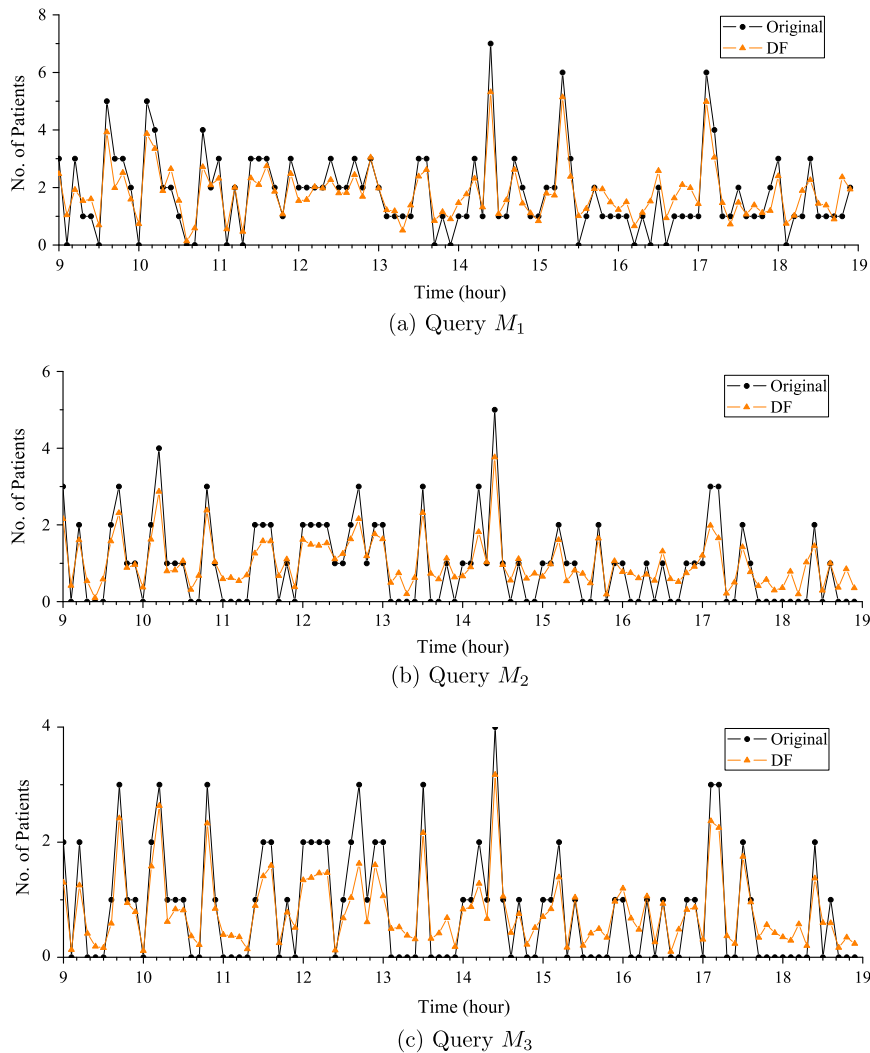 8
6
4
2
0
No. of Patients
Original
DF
9 10 11 12 13 14 15 16 17 18 19
Time (hour)
(a) Query M1
6
4
2
0
No. of Patients
Original
DF
9 10 11 12 13 14 15 16 17 18 19
Time (hour)
(b) Query M2
4
2
0
No. of Patients
Original
DF
9 10 11 12 13 14 15 16 17 18 19
Time (hour)
(c) Query M3